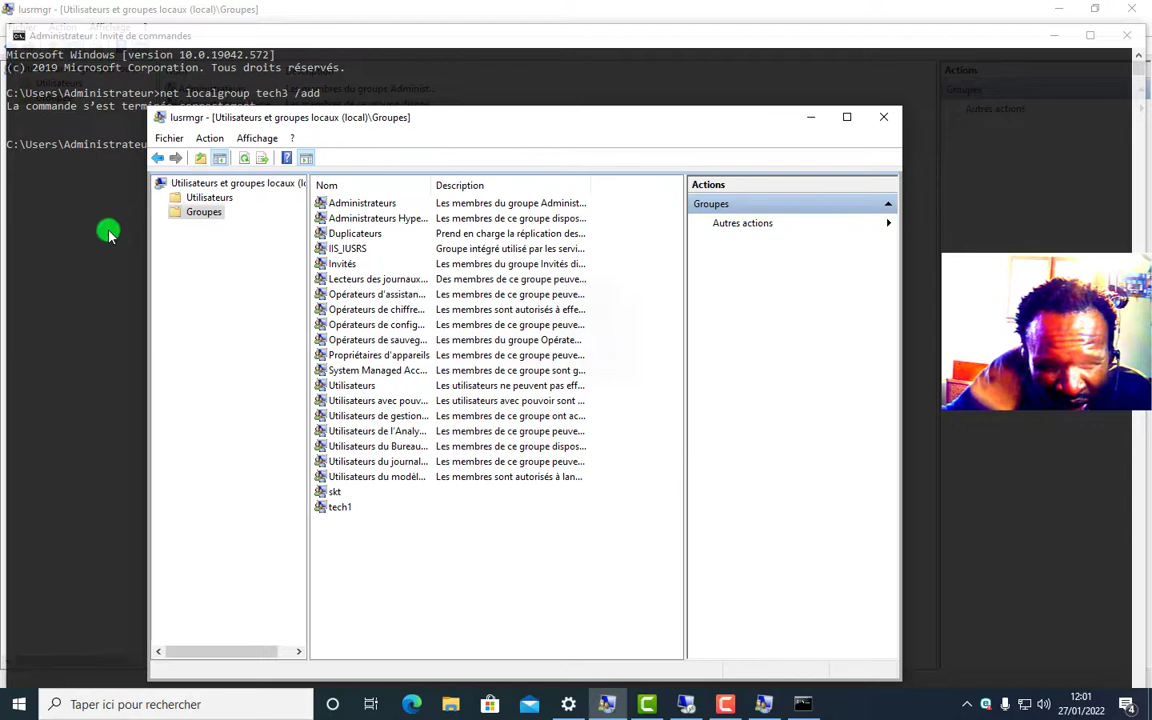 lusrmgr - [Utilisateurs et groupes locaux (local)\Groupes]
Administrateur : Invite de commandes
Microsoft Windows [version 10.0.19042.572]
(c) 2019 Microsoft Corporation. Tous droits réservés.
C:\Users\Administrateur>net localgroup tech3 /add
La commande s'est terminée correctement
C:\Users\Administrateu
lusrmgr - [Utilisateurs et groupes locaux (local)\Groupes]
Fichier Action Affichage ?
Utilisateurs et groupes locaux (lo
Utilisateurs
Groupes
Nom Description
Administrateurs Les membres du groupe Administ...
Administrateurs Hype... Les membres de ce groupe dispos...
Duplicateurs Prend en charge la réplication des...
IIS_IUSRS Groupe intégré utilisé par les servi...
Invités Les membres du groupe Invités di...
Lecteurs des journaux... Des membres de ce groupe peuve...
Opérateurs d'assistan... Les membres de ce groupe peuve...
Opérateurs de chiffre... Les membres sont autorisés à effe...
Opérateurs de config... Les membres de ce groupe peuve...
Opérateurs de sauveg... Les membres du groupe Opérate...
Propriétaires d'appareils Les membres de ce groupe peuve...
System Managed Acc... Les membres de ce groupe sont g...
Utilisateurs Les utilisateurs ne peuvent pas eff...
Utilisateurs avec pouv... Les utilisateurs avec pouvoir sont ...
Utilisateurs de gestion... Les membres de ce groupe ont ac...
Utilisateurs de l'Analy... Les membres de ce groupe peuve...
Utilisateurs du Bureau... Les membres de ce groupe dispos...
Utilisateurs du journal... Les membres de ce groupe peuve...
Utilisateurs du modèl... Les membres sont autorisés à lan...
skt
tech1
Actions
Groupes
Autres actions
Actions
Groupes
Autres actions
Taper ici pour rechercher
12:01
27/01/2022
4